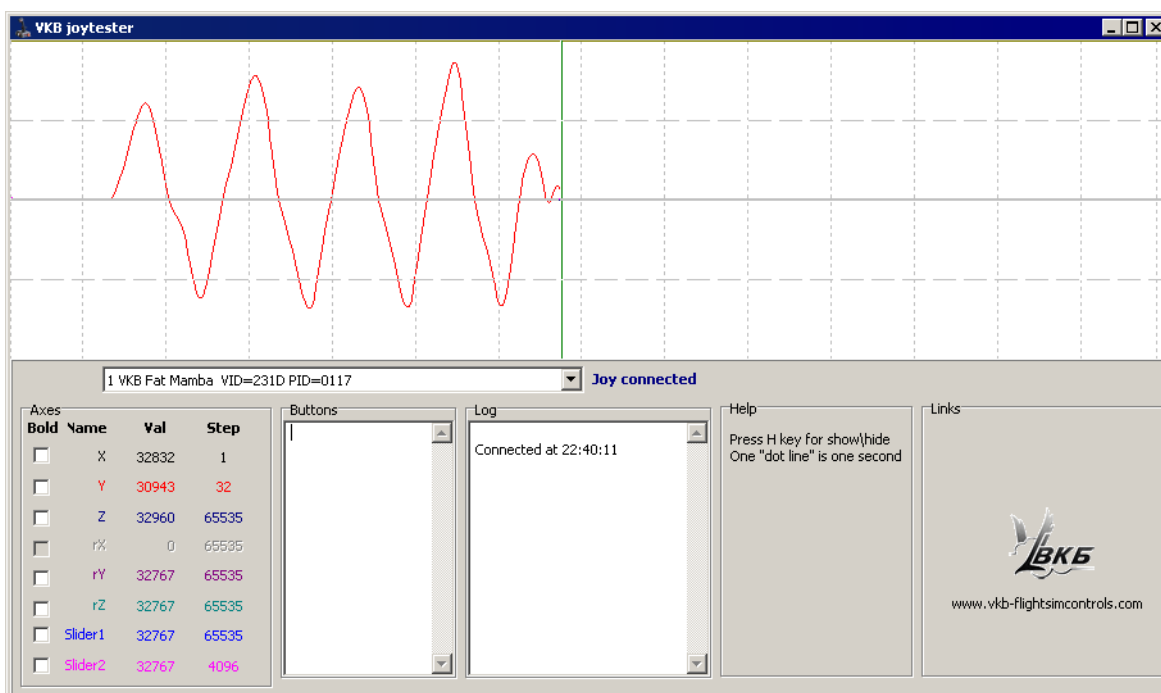 VKB joytester
1 VKB Fat Mamba VID=231D PID=0117
Joy connected
Axes
Bold Name Val Step
X 32832 1
Y 30943 32
Z 32960 65535
rX 0 65535
rY 32767 65535
rZ 32767 65535
Slider1 32767 65535
Slider2 32767 4096
Buttons
Log
Connected at 22:40:11
Help
Press H key for show\hide
One "dot line" is one second
Links
ВКБ
www.vkb-flightsimcontrols.com